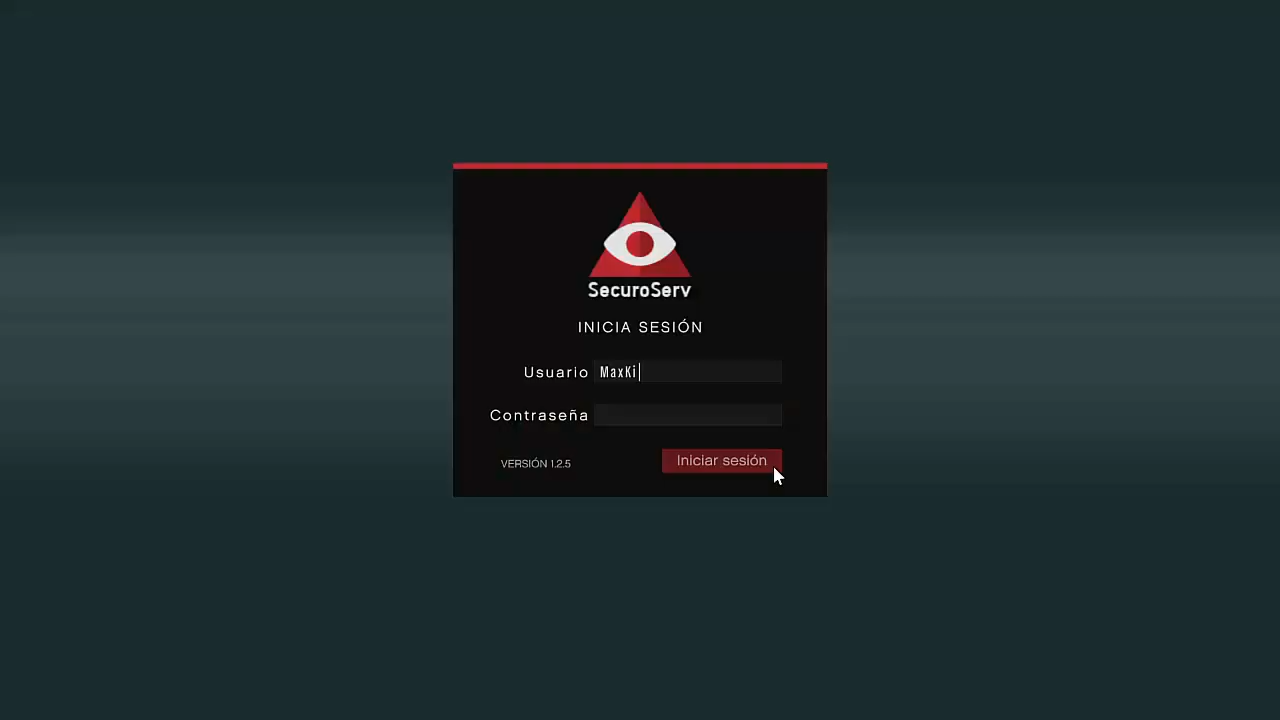 SecuroServ
INICIA SESIÓN
Usuario MaxKi
Contraseña
VERSIÓN 1.2.5 Iniciar sesión